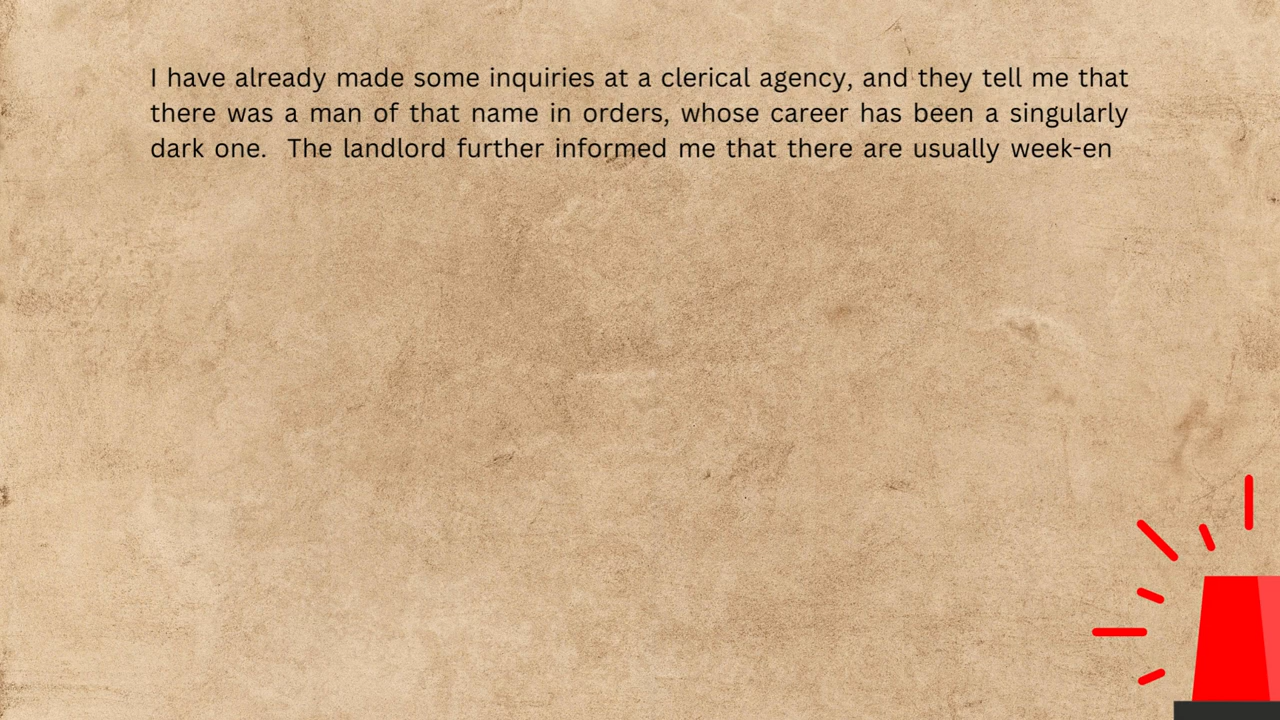 I have already made some inquiries at a clerical agency, and they tell me that
there was a man of that name in orders, whose career has been a singularly
dark one.  The landlord further informed me that there are usually week-en